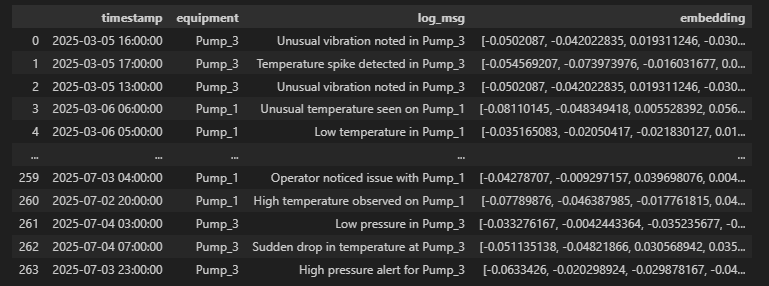 timestamp equipment log_msg embedding
0 2025-03-05 16:00:00 Pump_3 Unusual vibration noted in Pump_3 [-0.0502087, -0.042022835, 0.019311246, -0.030...
1 2025-03-05 17:00:00 Pump_3 Temperature spike detected in Pump_3 [-0.054569207, -0.073973976, -0.016031677, 0.0...
2 2025-03-05 13:00:00 Pump_3 Unusual vibration noted in Pump_3 [-0.0502087, -0.042022835, 0.019311246, -0.030...
3 2025-03-06 06:00:00 Pump_1 Unusual temperature seen on Pump_1 [-0.08110145, -0.048349418, 0.005528392, 0.056...
4 2025-03-06 05:00:00 Pump_1 Low temperature in Pump_1 [-0.035165083, -0.02050417, -0.021830127, 0.01...
... ... ... ... ...
259 2025-07-03 04:00:00 Pump_1 Operator noticed issue with Pump_1 [-0.04278707, -0.009297157, 0.039698076, 0.004...
260 2025-07-02 20:00:00 Pump_1 High temperature observed on Pump_1 [-0.07789876, -0.046387985, -0.017761815, 0.04...
261 2025-07-04 03:00:00 Pump_3 Low pressure in Pump_3 [-0.033276167, -0.0042443364, -0.035235677, -0...
262 2025-07-04 07:00:00 Pump_3 Sudden drop in temperature at Pump_3 [-0.051135138, -0.04821866, 0.030568942, 0.035...
263 2025-07-03 23:00:00 Pump_3 High pressure alert for Pump_3 [-0.0633426, -0.020298924, -0.029878167, -0.04...